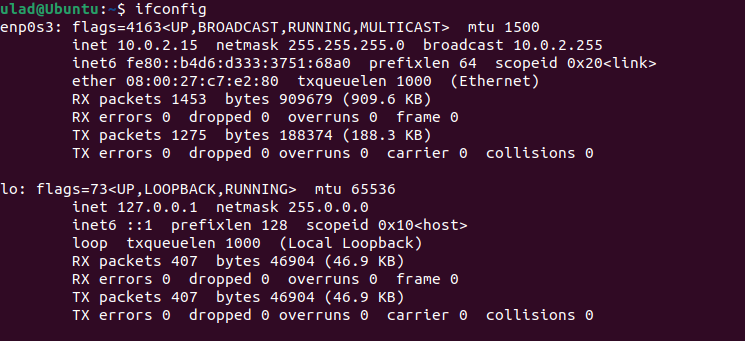 ulad@Ubuntu:~$ ifconfig
enp0s3: flags=4163<UP,BROADCAST,RUNNING,MULTICAST>  mtu 1500
        inet 10.0.2.15  netmask 255.255.255.0  broadcast 10.0.2.255
        inet6 fe80::b4d6:d333:3751:68a0  prefixlen 64  scopeid 0x20<link>
        ether 08:00:27:c7:e2:80  txqueuelen 1000  (Ethernet)
        RX packets 1453  bytes 909679 (909.6 KB)
        RX errors 0  dropped 0  overruns 0  frame 0
        TX packets 1275  bytes 188374 (188.3 KB)
        TX errors 0  dropped 0 overruns 0  carrier 0  collisions 0

lo: flags=73<UP,LOOPBACK,RUNNING>  mtu 65536
        inet 127.0.0.1  netmask 255.0.0.0
        inet6 ::1  prefixlen 128  scopeid 0x10<host>
        loop  txqueuelen 1000  (Local Loopback)
        RX packets 407  bytes 46904 (46.9 KB)
        RX errors 0  dropped 0  overruns 0  frame 0
        TX packets 407  bytes 46904 (46.9 KB)
        TX errors 0  dropped 0 overruns 0  carrier 0  collisions 0